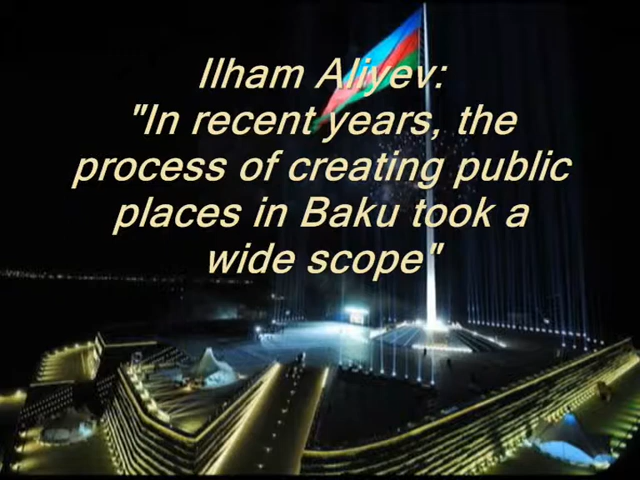 Ilham Aliyev:
"In recent years, the
process of creating public
places in Baku took a
wide scope"